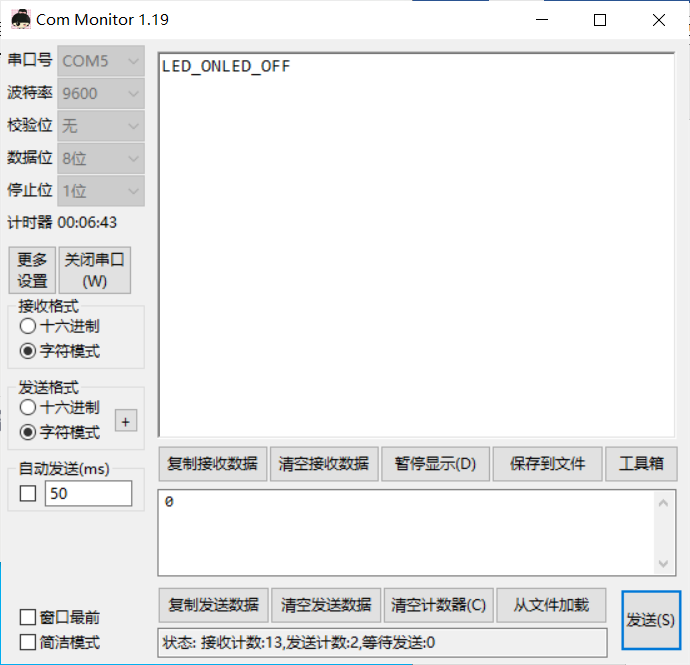 Com Monitor 1.19
串口号 COM5
波特率 9600
校验位 无
数据位 8位
停止位 1位
计时器 00:06:43
更多
设置
关闭串口
(W)
接收格式
十六进制
字符模式
发送格式
十六进制
字符模式
+
自动发送(ms)
50
窗口最前
简洁模式
LED_ONLED_OFF
复制接收数据 清空接收数据 暂停显示(D) 保存到文件 工具箱
0
复制发送数据 清空发送数据 清空计数器(C) 从文件加载
发送(S)
状态: 接收计数:13,发送计数:2,等待发送:0